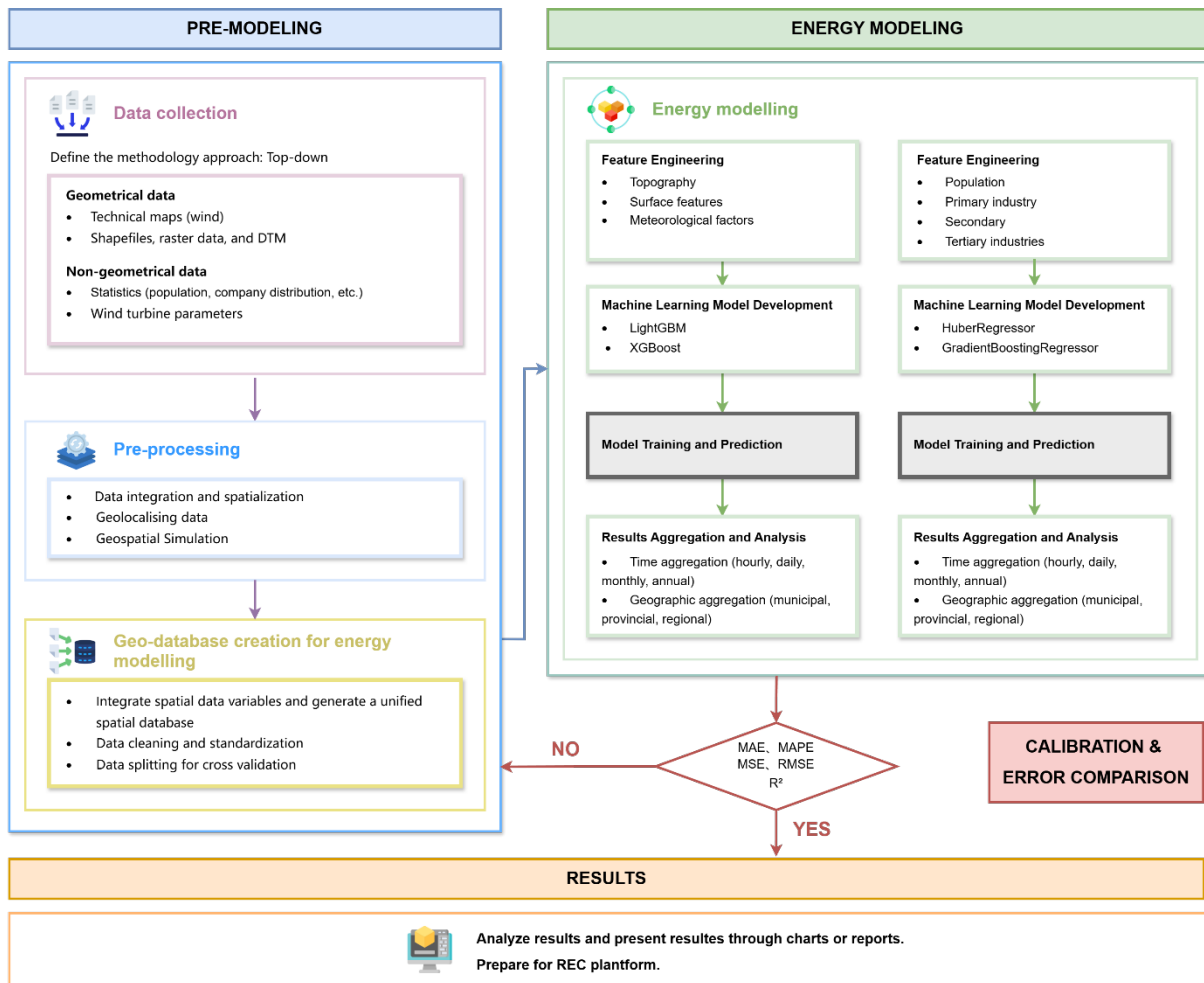 PRE-MODELING
Data collection
Define the methodology approach: Top-down
Geometrical data
• Technical maps (wind)
• Shapefiles, raster data, and DTM
Non-geometrical data
• Statistics (population, company distribution, etc.)
• Wind turbine parameters
Pre-processing
• Data integration and spatialization
• Geolocalising data
• Geospatial Simulation
Geo-database creation for energy
modelling
• Integrate spatial data variables and generate a unified
spatial database
• Data cleaning and standardization
• Data splitting for cross validation
ENERGY MODELING
Energy modelling
Feature Engineering
• Topography
• Surface features
• Meteorological factors
Machine Learning Model Development
• LightGBM
• XGBoost
Model Training and Prediction
Results Aggregation and Analysis
• Time aggregation (hourly, daily,
monthly, annual)
• Geographic aggregation (municipal,
provincial, regional)
Feature Engineering
• Population
• Primary industry
• Secondary
• Tertiary industries
Machine Learning Model Development
• HuberRegressor
• GradientBoostingRegressor
Model Training and Prediction
Results Aggregation and Analysis
• Time aggregation (hourly, daily,
monthly, annual)
• Geographic aggregation (municipal,
provincial, regional)
MAE、MAPE
MSE、RMSE
R²
NO
YES
CALIBRATION &
ERROR COMPARISON
RESULTS
Analyze results and present resultes through charts or reports.
Prepare for REC plantform.